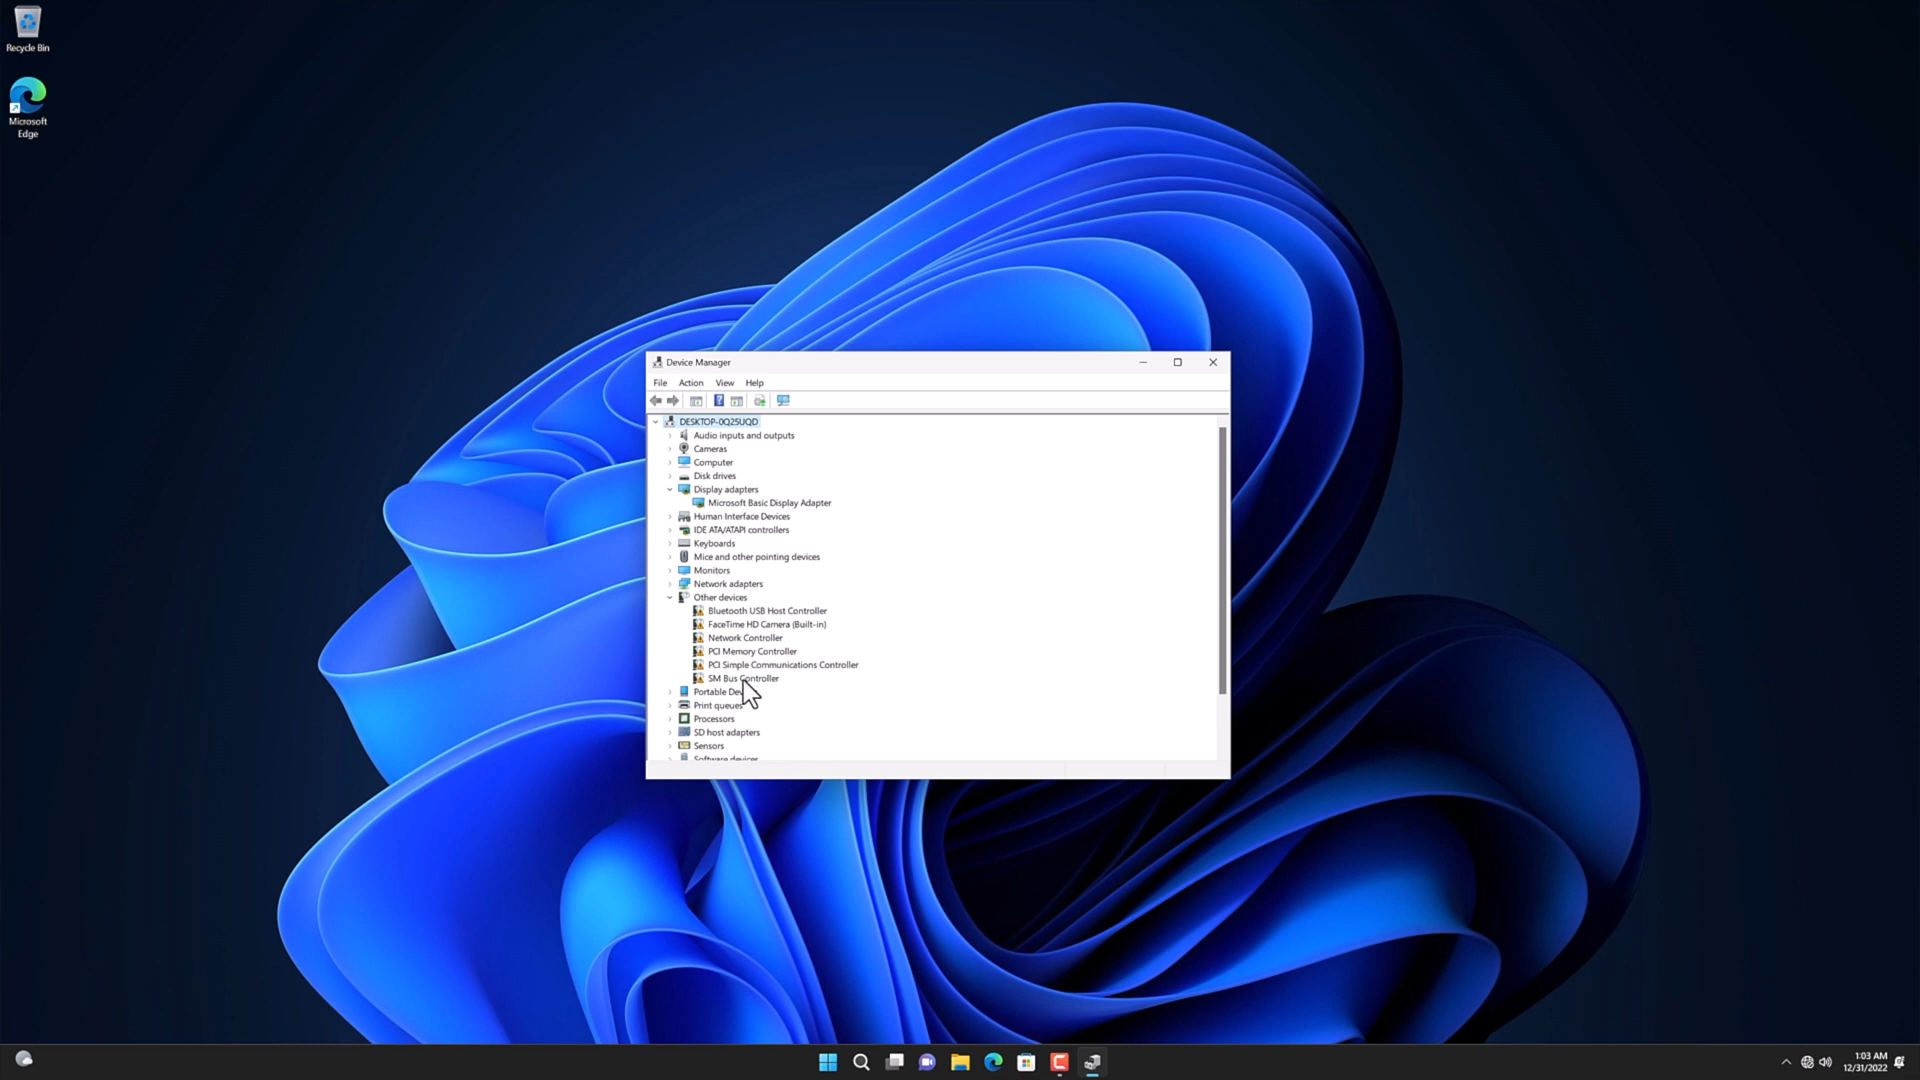 Recycle Bin
Microsoft
Edge
Device Manager
File Action View Help
DESKTOP-0Q25UQD
Audio inputs and outputs
Cameras
Computer
Disk drives
Display adapters
Microsoft Basic Display Adapter
Human Interface Devices
IDE ATA/ATAPI controllers
Keyboards
Mice and other pointing devices
Monitors
Network adapters
Other devices
Bluetooth USB Host Controller
FaceTime HD Camera (Built-in)
Network Controller
PCI Memory Controller
PCI Simple Communications Controller
SM Bus Controller
Portable Dev
Print queues
Processors
SD host adapters
Sensors
Software devices
1:03 AM
12/31/2022